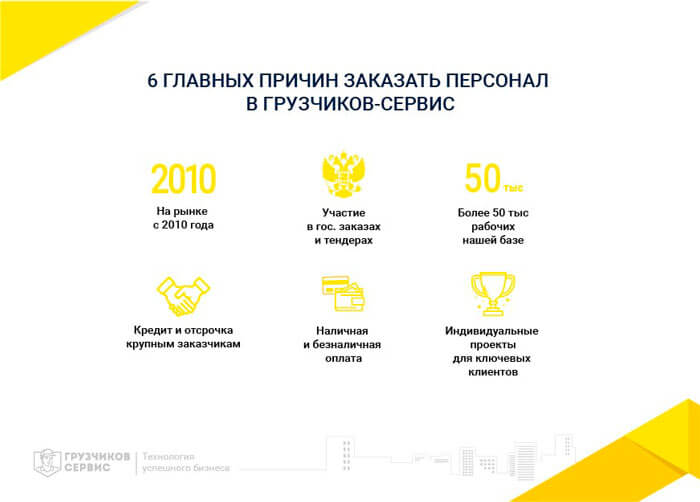 6 ГЛАВНЫХ ПРИЧИН ЗАКАЗАТЬ ПЕРСОНАЛ
В ГРУЗЧИКОВ-СЕРВИС
2010
На рынке
с 2010 года
Участие
в гос. заказах
и тендерах
50 тыс
Более 50 тыс
рабочих
нашей базе
Кредит и отсрочка
крупным заказчикам
Наличная
и безналичная
оплата
Индивидуальные
проекты
для ключевых
клиентов
ГРУЗЧИКОВ
СЕРВИС
Технология
успешного бизнеса